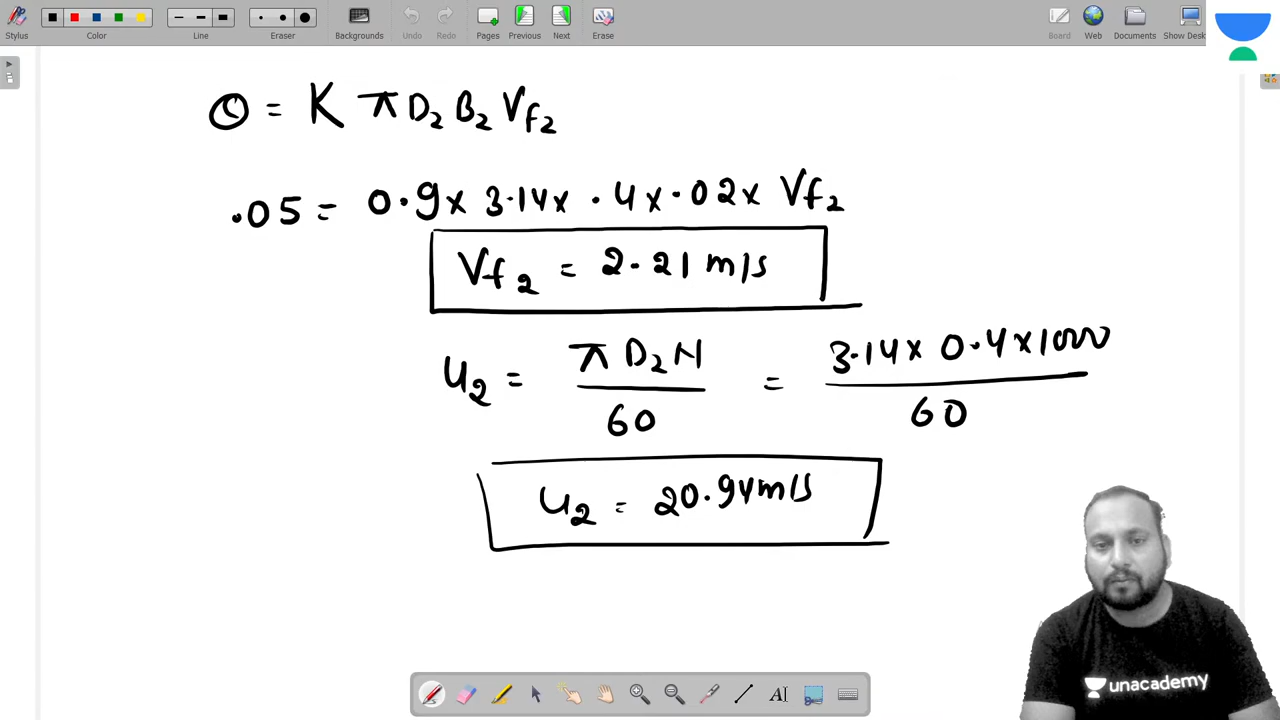 Stylus Color Line Eraser Backgrounds Undo Redo Pages Previous Next Erase Board Web Documents Show Desk
Q = K π D2 B2 Vf2
.05 = 0.9 x 3.14 x .4 x .02 x Vf2
Vf2 = 2.21 m/s
u2 = π D2 N / 60 = 3.14 x 0.4 x 1000 / 60
u2 = 20.94 m/s
unacademy
AI